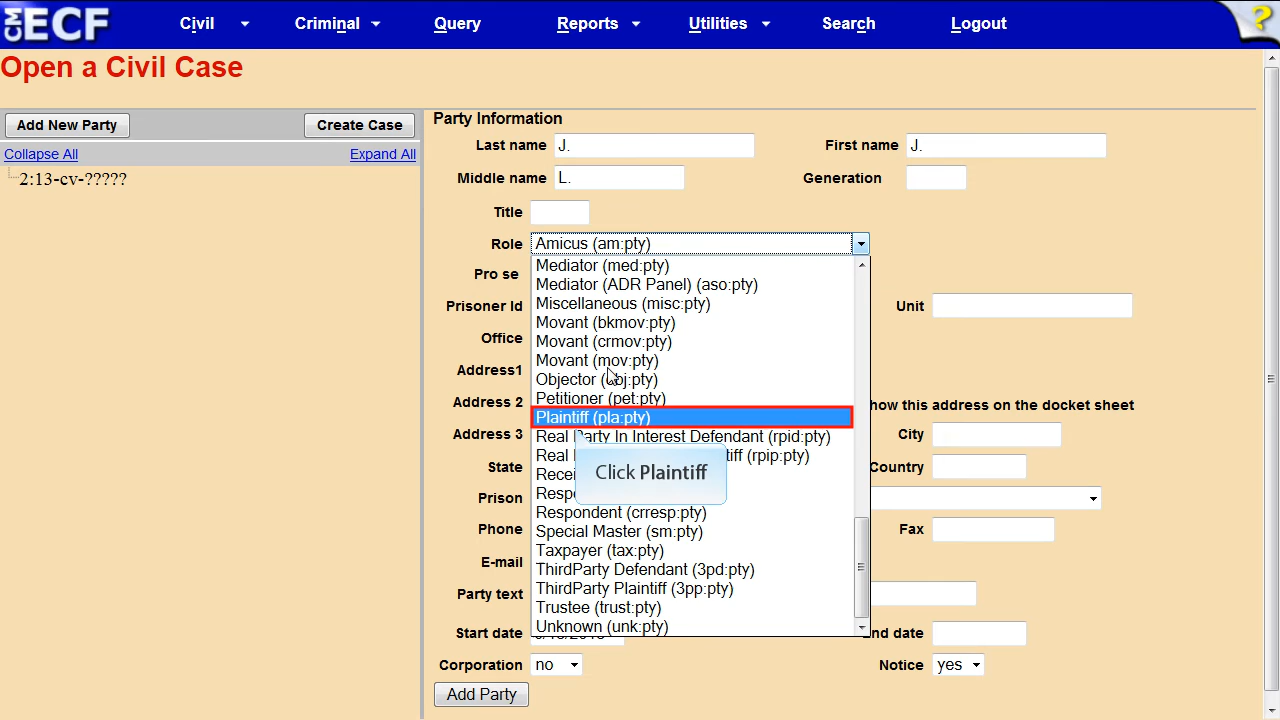 CM ECF Civil Criminal Query Reports Utilities Search Logout ?
Open a Civil Case
Add New Party Create Case
Collapse All Expand All
2:13-cv-?????
Party Information
Last name J. First name J.
Middle name L. Generation
Title
Role Amicus (am:pty)
Mediator (med:pty)
Pro se
Mediator (ADR Panel) (aso:pty)
Miscellaneous (misc:pty)
Prisoner Id Unit
Movant (bkmov:pty)
Office
Movant (crmov:pty)
Movant (mov:pty)
Address1
Objector (obj:pty)
Petitioner (pet:pty)
Address 2 how this address on the docket sheet
Plaintiff (pla:pty)
Address 3 Real Party In Interest Defendant (rpid:pty) City
Real tiff (rpip:pty)
State Country
Click Plaintiff
Prison
Respondent (crresp:pty)
Phone Special Master (sm:pty) Fax
Taxpayer (tax:pty)
E-mail
ThirdParty Defendant (3pd:pty)
ThirdParty Plaintiff (3pp:pty)
Party text
Trustee (trust:pty)
Unknown (unk:pty)
Start date nd date
Corporation no Notice yes
Add Party